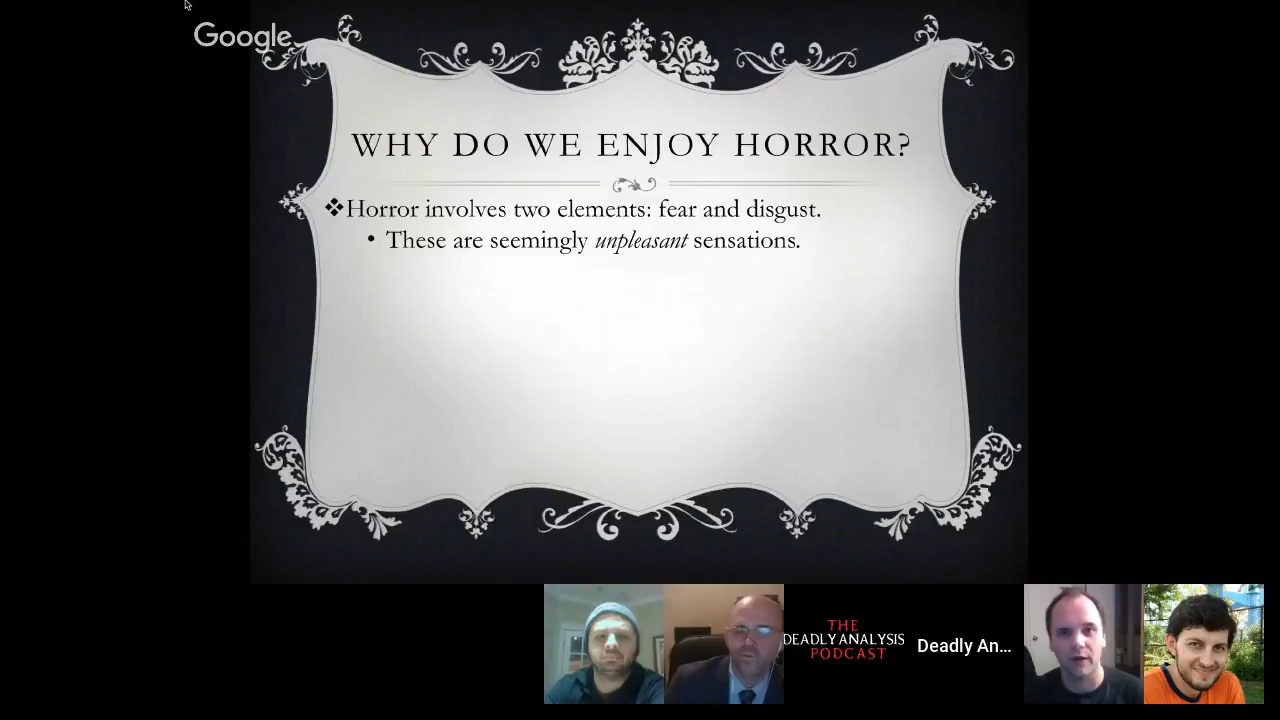 Google
WHY DO WE ENJOY HORROR?
❖Horror involves two elements: fear and disgust.
• These are seemingly unpleasant sensations.
THE
DEADLY ANALYSIS
PODCAST
Deadly An...